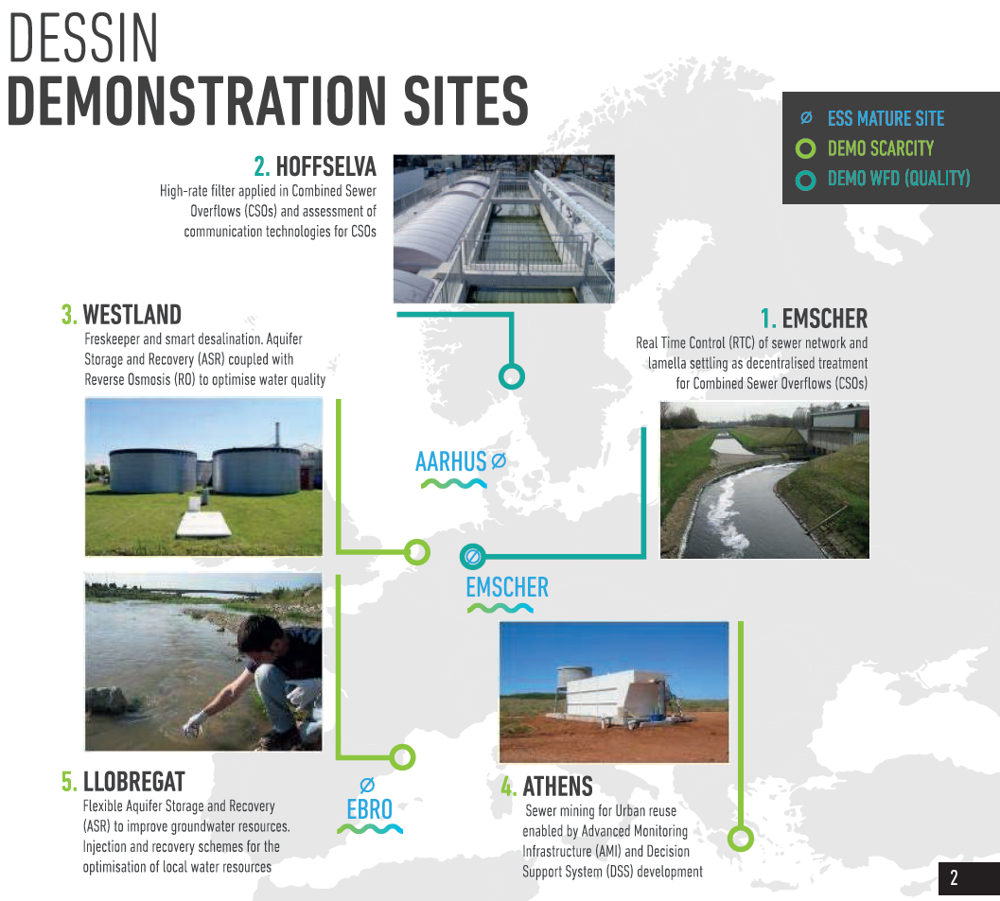 DESSIN
DEMONSTRATION SITES
ESS MATURE SITE
DEMO SCARCITY
DEMO WFD (QUALITY)
2. HOFFSELVA
High-rate filter applied in Combined Sewer
Overflows (CSOs) and assessment of
communication technologies for CSOs
3. WESTLAND
Freskeeper and smart desalination. Aquifer
Storage and Recovery (ASR) coupled with
Reverse Osmosis (RO) to optimise water quality
1. EMSCHER
Real Time Control (RTC) of sewer network and
lamella settling as decentralised treatment
for Combined Sewer Overflows (CSOs)
AARHUS
EMSCHER
5. LLOBREGAT
Flexible Aquifer Storage and Recovery
(ASR) to improve groundwater resources.
Injection and recovery schemes for the
optimisation of local water resources
EBRO
4. ATHENS
Sewer mining for Urban reuse
enabled by Advanced Monitoring
Infrastructure (AMI) and Decision
Support System (DSS) development
2